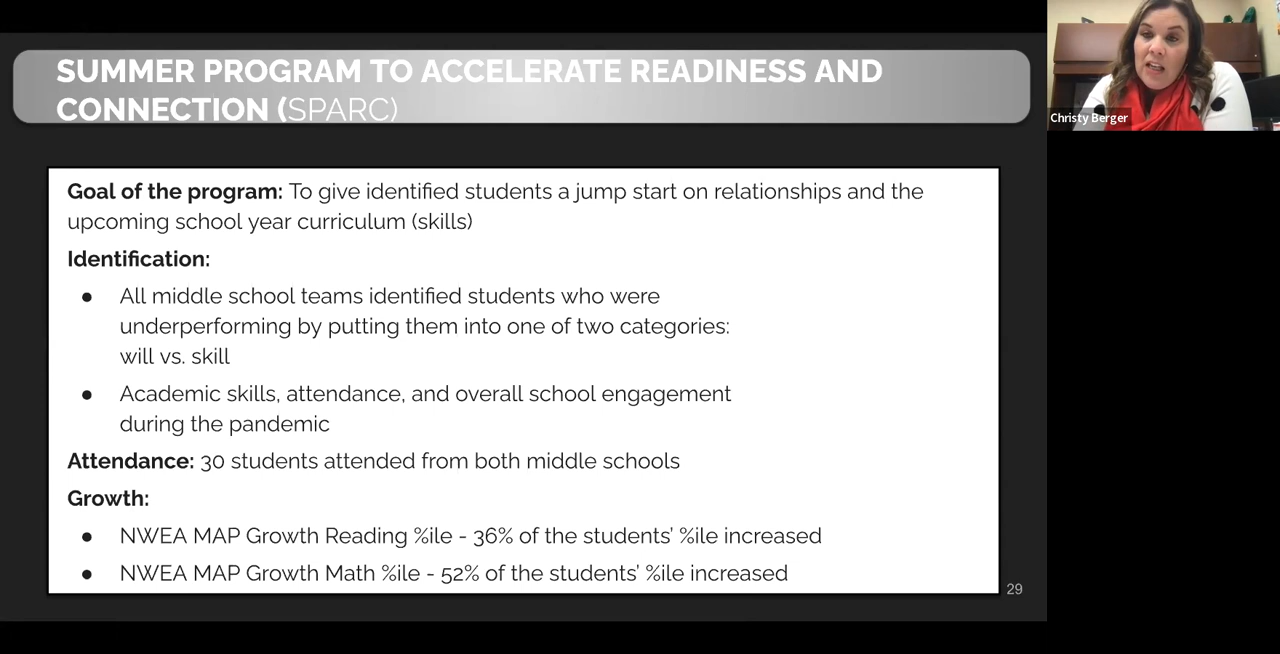 SUMMER PROGRAM TO ACCELERATE READINESS AND
CONNECTION (SPARC)
Goal of the program: To give identified students a jump start on relationships and the
upcoming school year curriculum (skills)
Identification:
● All middle school teams identified students who were
underperforming by putting them into one of two categories:
will vs. skill
● Academic skills, attendance, and overall school engagement
during the pandemic
Attendance: 30 students attended from both middle schools
Growth:
● NWEA MAP Growth Reading %ile - 36% of the students' %ile increased
● NWEA MAP Growth Math %ile - 52% of the students' %ile increased
29
Christy Berger